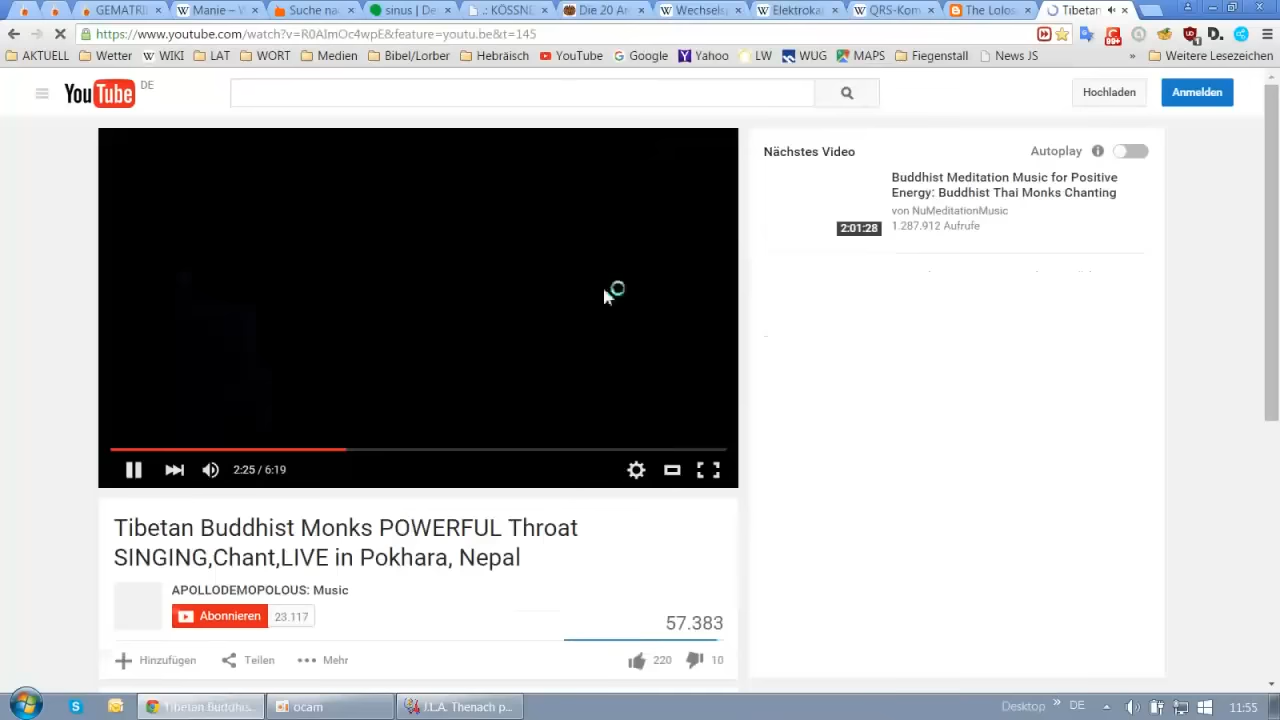 GEMATRI
Manie – W
Suche na
sinus | De
.: KÖSSNE
Die 20 Ar
Wechsels
Elektroka
QRS-Kom
The Lolos
Tibetar
https://www.youtube.com/watch?v=R0AlmOc4wpE&feature=youtu.be&t=145
AKTUELL Wetter WIKI LAT WORT Medien Bibel/Lorber Hebräisch YouTube Google Yahoo LW WUG MAPS Fiegenstall News JS » Weitere Lesezeichen
YouTube DE
Hochladen
Anmelden
Nächstes Video
Autoplay
Buddhist Meditation Music for Positive
Energy: Buddhist Thai Monks Chanting
von NuMeditationMusic
1.287.912 Aufrufe
2:01:28
2:25 / 6:19
Tibetan Buddhist Monks POWERFUL Throat
SINGING,Chant,LIVE in Pokhara, Nepal
APOLLODEMOPOLOUS: Music
Abonnieren 23.117
57.383
Hinzufügen Teilen Mehr 220 10
Tibetan Buddhis...
ocam
J.L.A. Thenach p...
Desktop » DE 11:55